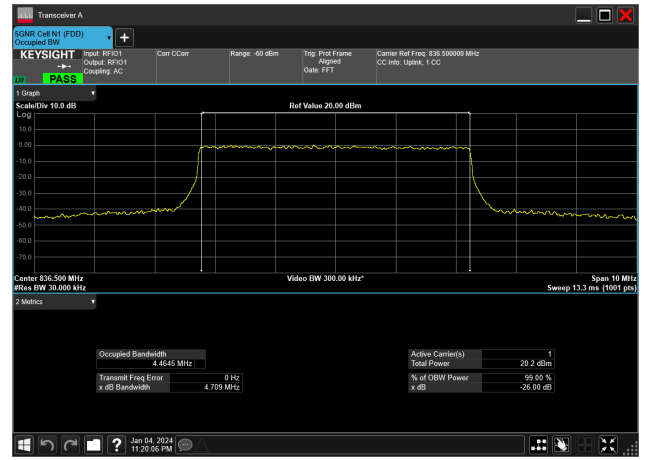 Transceiver A
5GNR Cell N1 (FDD)
Occupied BW
+
KEYSIGHT
LXI
PASS
Input: RFIO1
Output: RFIO1
Coupling: AC
Corr CCorr
Range: -60 dBm
Trig: Prot Frame
Aligned
Gate: FFT
Carrier Ref Freq: 836.500000 MHz
CC Info: Uplink, 1 CC
1 Graph
Scale/Div 10.0 dB
Ref Value 20.00 dBm
Log
10.0
0.00
-10.0
-20.0
-30.0
-40.0
-50.0
-60.0
-70.0
Center 836.500 MHz
Video BW 300.00 kHz*
Span 10 MHz
#Res BW 30.000 kHz
Sweep 13.3 ms (1001 pts)
2 Metrics
Occupied Bandwidth
4.4645 MHz
Transmit Freq Error 0 Hz
x dB Bandwidth 4.709 MHz
Active Carrier(s) 1
Total Power 20.2 dBm
% of OBW Power 99.00 %
x dB -26.00 dB
?
Jan 04, 2024
11:20:06 PM